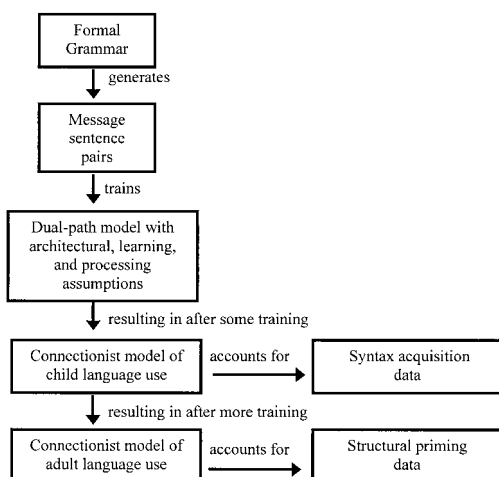 Formal
Grammar
generates
Message
sentence
pairs
trains
Dual-path model with
architectural, learning,
and processing
assumptions
resulting in after some training
Connectionist model of
child language use
accounts for
Syntax acquisition
data
resulting in after more training
Connectionist model of
adult language use
accounts for
Structural priming
data